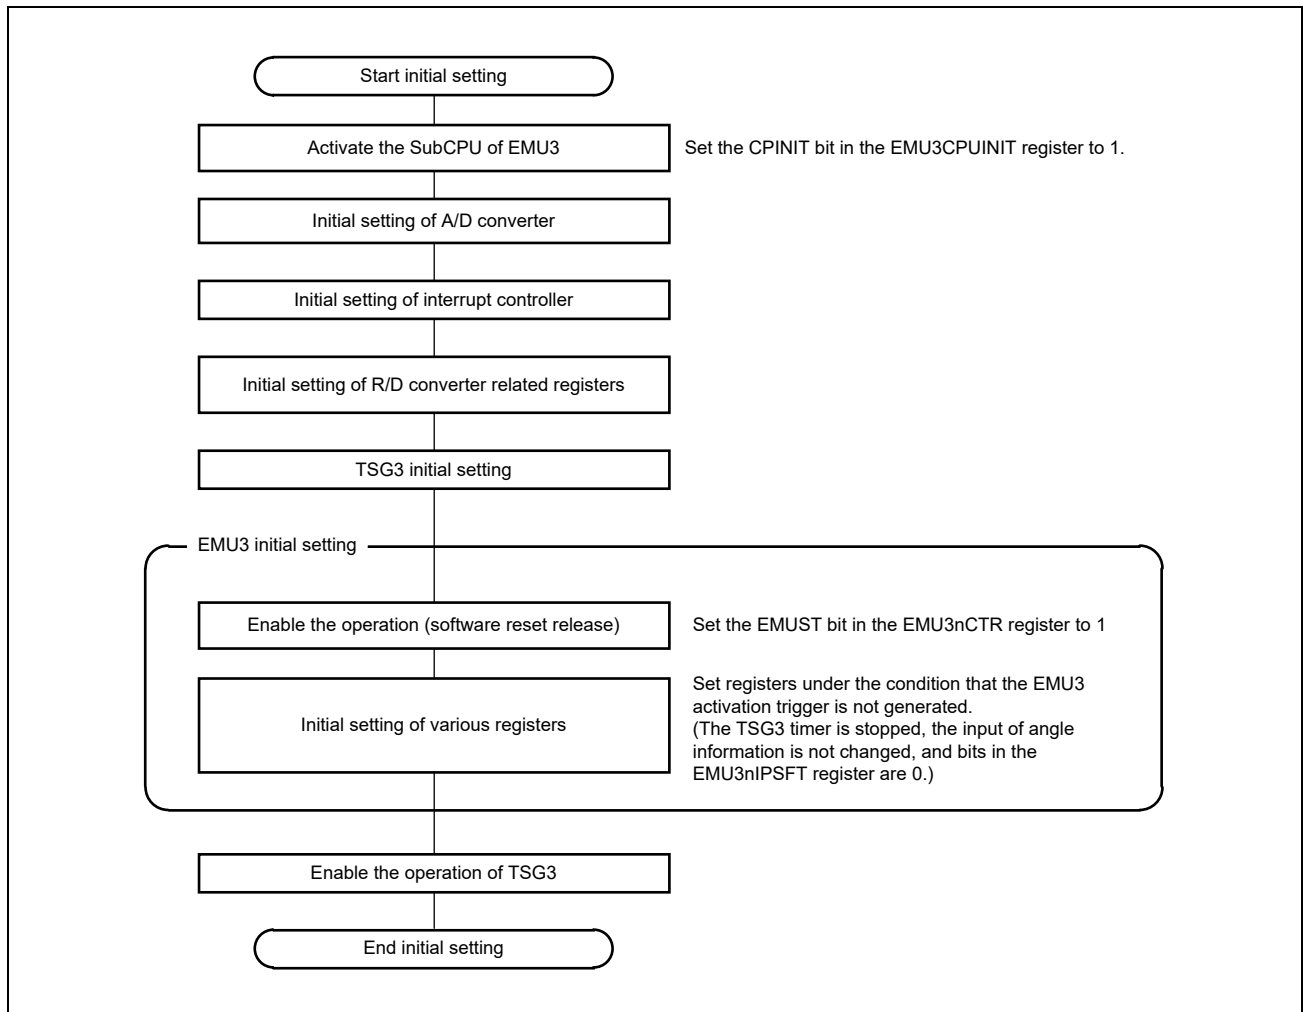 Start initial setting
Activate the SubCPU of EMU3
Set the CPINIT bit in the EMU3CPUINIT register to 1.
Initial setting of A/D converter
Initial setting of interrupt controller
Initial setting of R/D converter related registers
TSG3 initial setting
EMU3 initial setting
Enable the operation (software reset release)
Set the EMUST bit in the EMU3nCTR register to 1
Initial setting of various registers
Set registers under the condition that the EMU3
activation trigger is not generated.
(The TSG3 timer is stopped, the input of angle
information is not changed, and bits in the
EMU3nIPSFT register are 0.)
Enable the operation of TSG3
End initial setting